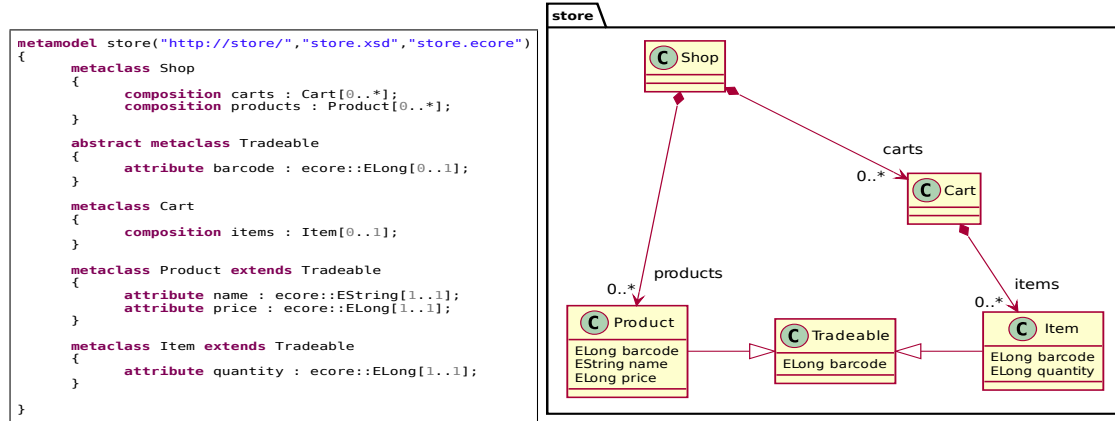 metamodel store("http://store/","store.xsd","store.ecore")
{
metaclass Shop
{
composition carts : Cart[0..*];
composition products : Product[0..*];
}
abstract metaclass Tradeable
{
attribute barcode : ecore::ELong[0..1];
}
metaclass Cart
{
composition items : Item[0..1];
}
metaclass Product extends Tradeable
{
attribute name : ecore::EString[1..1];
attribute price : ecore::ELong[1..1];
}
metaclass Item extends Tradeable
{
attribute quantity : ecore::ELong[1..1];
}
}
store
C Shop
carts
0..*
C Cart
products
0..*
items
0..*
C Product
ELong barcode
EString name
ELong price
C Tradeable
ELong barcode
C Item
ELong barcode
ELong quantity